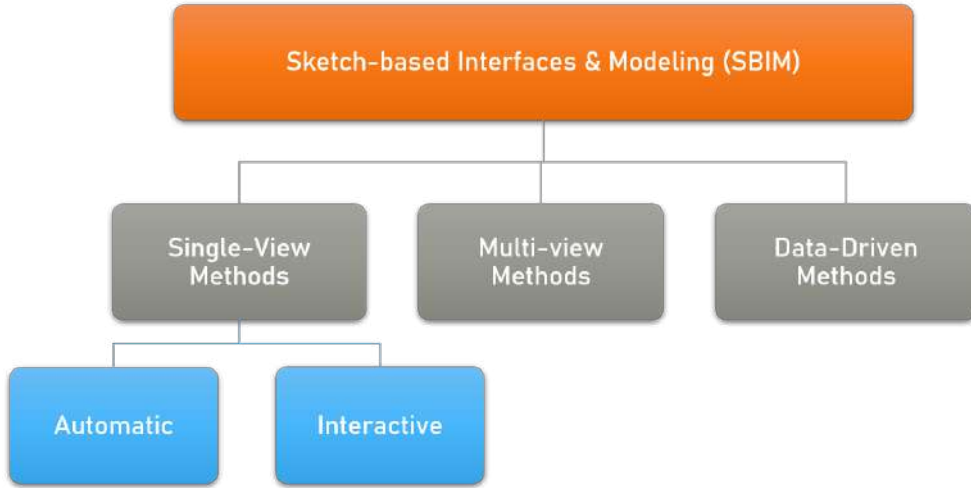 Sketch-based Interfaces & Modeling (SBIM)
Single-View
Methods
Multi-view
Methods
Data-Driven
Methods
Automatic
Interactive